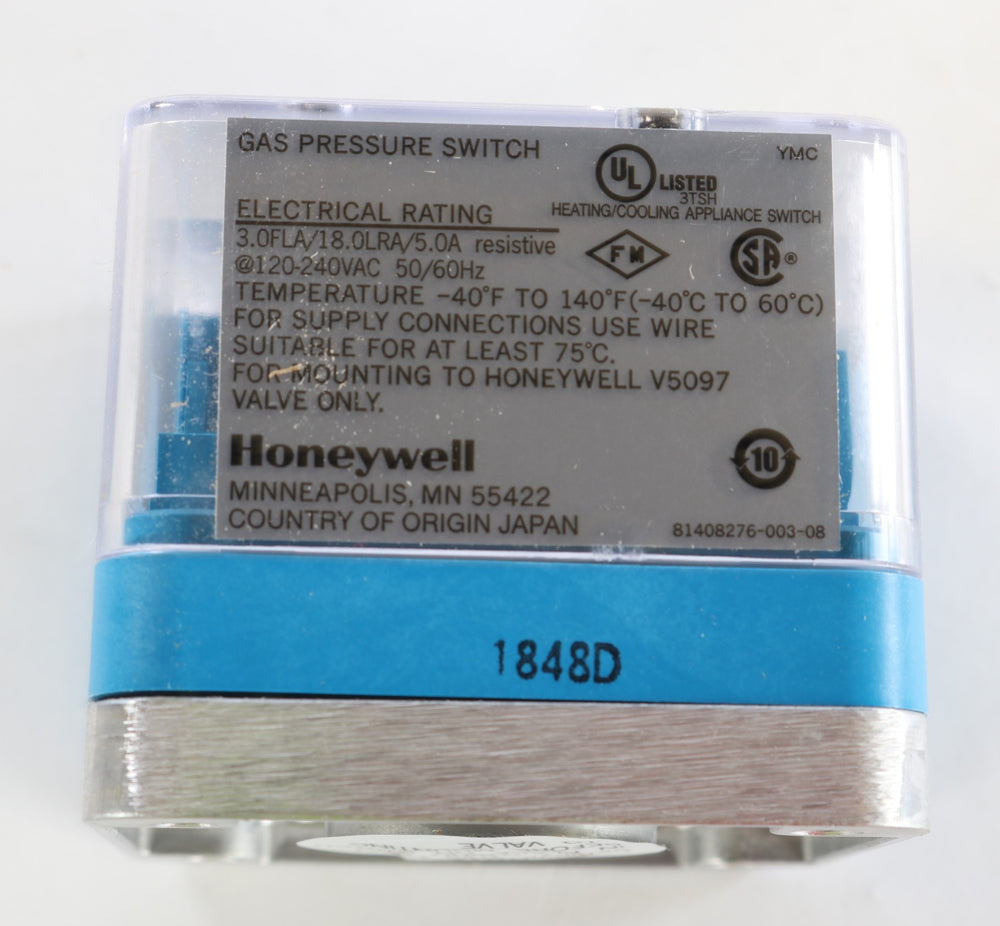 GAS PRESSURE SWITCH
YMC
UL LISTED
3TSH
HEATING/COOLING APPLIANCE SWITCH
ELECTRICAL RATING
3.0FLA/18.0LRA/5.0A resistive
@120-240VAC 50/60Hz
FM
SA®
TEMPERATURE -40°F TO 140°F(-40°C TO 60°C)
FOR SUPPLY CONNECTIONS USE WIRE
SUITABLE FOR AT LEAST 75°C.
FOR MOUNTING TO HONEYWELL V5097
VALVE ONLY.
Honeywell
10
MINNEAPOLIS, MN 55422
COUNTRY OF ORIGIN JAPAN
81408276-003-08
1848D
VALVE